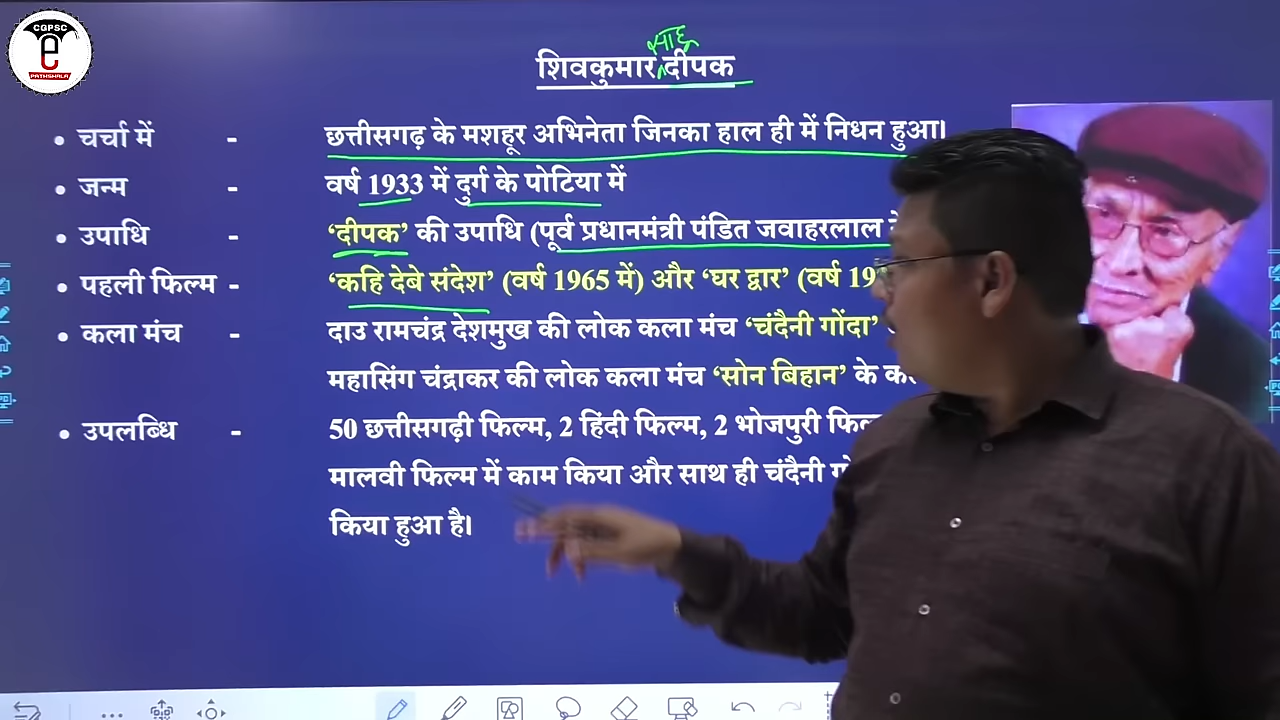 CGPSC
e
PATHSHALA
साहू
शिवकुमार दीपक
• चर्चा में - छत्तीसगढ़ के मशहूर अभिनेता जिनका हाल ही में निधन हुआ।
• जन्म - वर्ष 1933 में दुर्ग के पोटिया में
• उपाधि - ‘दीपक’ की उपाधि (पूर्व प्रधानमंत्री पंडित जवाहरलाल
• पहली फिल्म - ‘कहि देबे संदेश’ (वर्ष 1965 में) और ‘घर द्वार’ (वर्ष
• कला मंच - दाउ रामचंद्र देशमुख की लोक कला मंच ‘चंदैनी गोंदा’
महासिंग चंद्राकर की लोक कला मंच ‘सोन बिहान’ के
• उपलब्धि - 50 छत्तीसगढ़ी फिल्म, 2 हिंदी फिल्म, 2 भोजपुरी
मालवी फिल्म में काम किया और साथ ही चंदैनी
किया हुआ है।